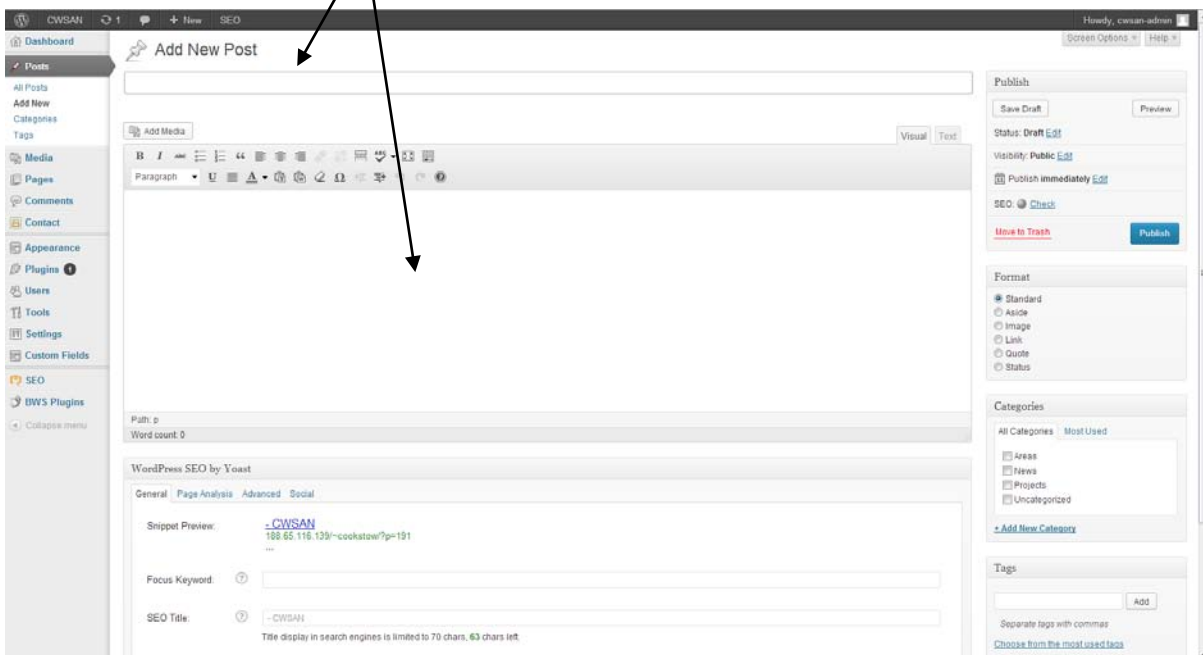 CWSAN 1 + New SEO Howdy, cwsan-admin
Screen Options Help
Dashboard
Posts
All Posts
Add New
Categories
Tags
Media
Pages
Comments
Contact
Appearance
Plugins 1
Users
Tools
Settings
Custom Fields
SEO
BWS Plugins
Collapse menu
Add New Post
Add Media
Visual Text
B I ABC
Paragraph U A Ω
Path: p
Word count: 0
WordPress SEO by Yoast
General Page Analysis Advanced Social
Snippet Preview: - CWSAN
188.65.116.139/~cookstow/?p=191
...
Focus Keyword: ?
SEO Title: ? - CWSAN
Title display in search engines is limited to 70 chars, 63 chars left.
Publish
Save Draft Preview
Status: Draft Edit
Visibility: Public Edit
Publish immediately Edit
SEO: Check
Move to Trash Publish
Format
Standard
Aside
Image
Link
Quote
Status
Categories
All Categories Most Used
Areas
News
Projects
Uncategorized
+ Add New Category
Tags
Add
Separate tags with commas
Choose from the most used tags